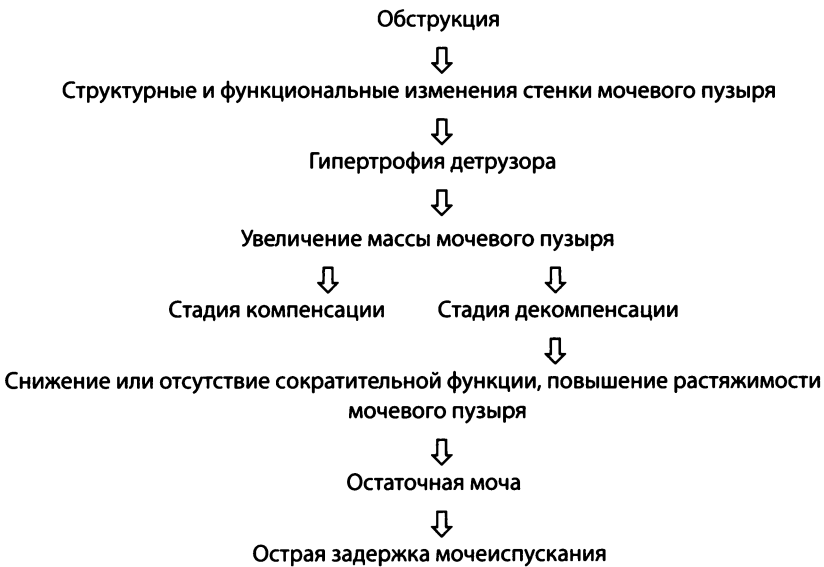 Обструкция
Структурные и функциональные изменения стенки мочевого пузыря
Гипертрофия детрузора
Увеличение массы мочевого пузыря
Стадия компенсации
Стадия декомпенсации
Снижение или отсутствие сократительной функции, повышение растяжимости
мочевого пузыря
Остаточная моча
Острая задержка мочеиспускания